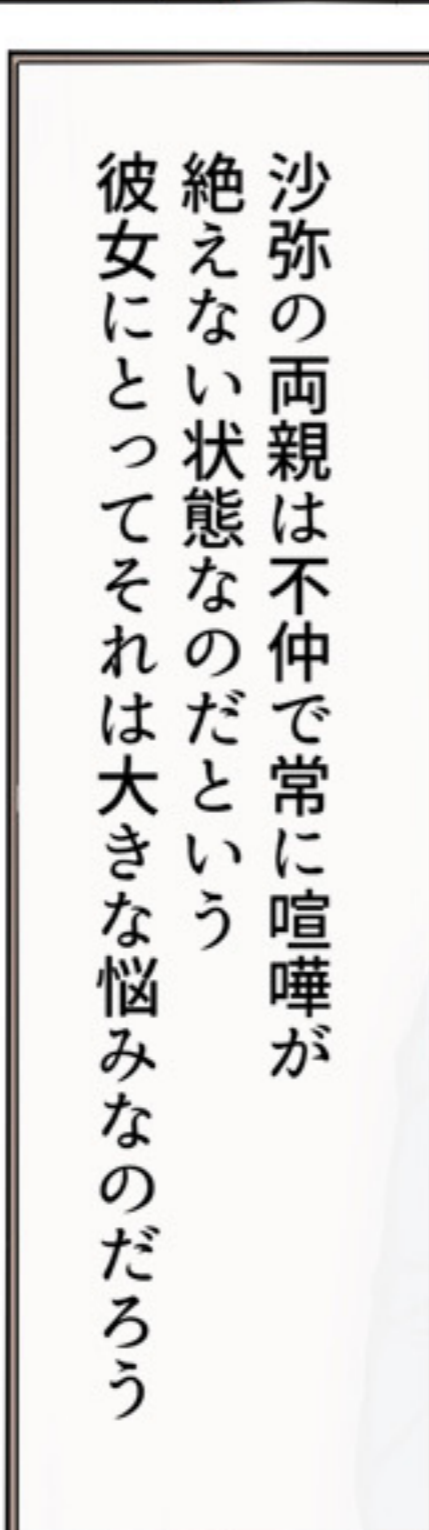 沙弥の両親は不仲で常に喧嘩が
絶えない状態なのだという
彼女にとってそれは大きな悩みなのだろう